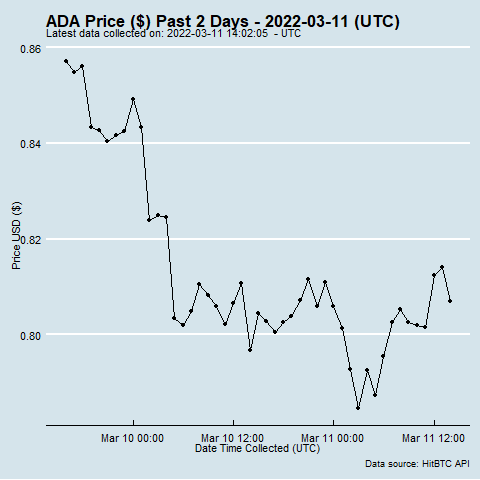 ADA Price ($) Past 2 Days - 2022-03-11 (UTC)
Latest data collected on: 2022-03-11 14:02:05 - UTC
0.86
0.84
0.82
0.80
Price USD ($)
Mar 10 00:00 Mar 10 12:00 Mar 11 00:00 Mar 11 12:00
Date Time Collected (UTC)
Data source: HitBTC API